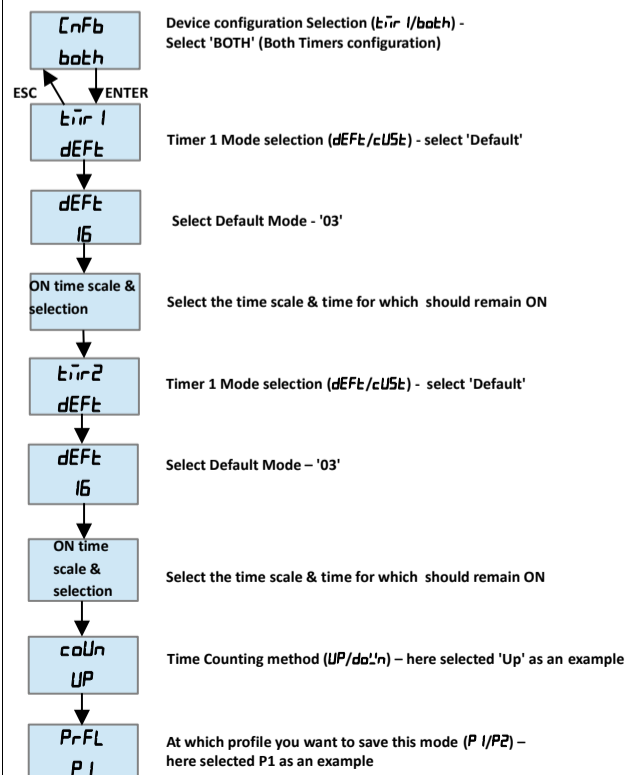 CnFb
both
Device configuration Selection (tmr 1/both) -
Select 'BOTH' (Both Timers configuration)
ESC
ENTER
tmr 1
dEFt
Timer 1 Mode selection (dEFt/cUSt) - select 'Default'
dEFt
16
Select Default Mode - '03'
ON time scale &
selection
Select the time scale & time for which should remain ON
tmr2
dEFt
Timer 1 Mode selection (dEFt/cUSt) - select 'Default'
dEFt
16
Select Default Mode – '03'
ON time
scale &
selection
Select the time scale & time for which should remain ON
coUn
UP
Time Counting method (UP/doWn) – here selected 'Up' as an example
PrFL
P1
At which profile you want to save this mode (P 1/P2) –
here selected P1 as an example